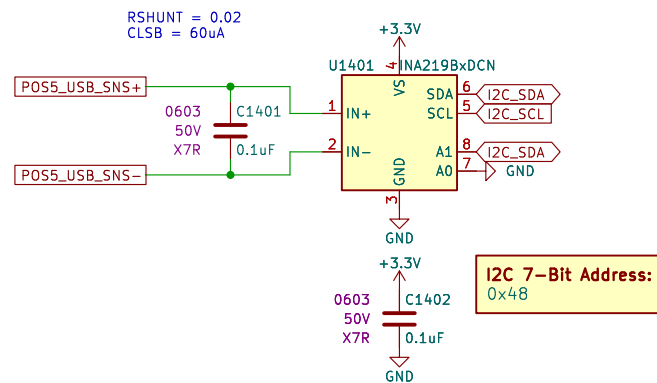 RSHUNT = 0.02
CLSB = 60uA
+3.3V
U1401
INA219BxDCN
4
VS
POS5_USB_SNS+
0603
50V
X7R
C1401
0.1uF
1
IN+
2
IN-
SDA
6
I2C_SDA
SCL
5
I2C_SCL
A1
8
I2C_SDA
A0
7
GND
POS5_USB_SNS-
GND
3
GND
+3.3V
0603
50V
X7R
C1402
0.1uF
GND
I2C 7-Bit Address:
0x48